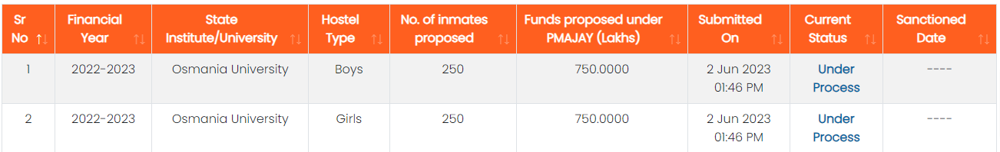 Sr No Financial Year State Institute/University Hostel Type No. of inmates proposed Funds proposed under PMAJAY (Lakhs) Submitted On Current Status Sanctioned Date
1 2022-2023 Osmania University Boys 250 750.0000 2 Jun 2023 01:46 PM Under Process ----
2 2022-2023 Osmania University Girls 250 750.0000 2 Jun 2023 01:46 PM Under Process ----